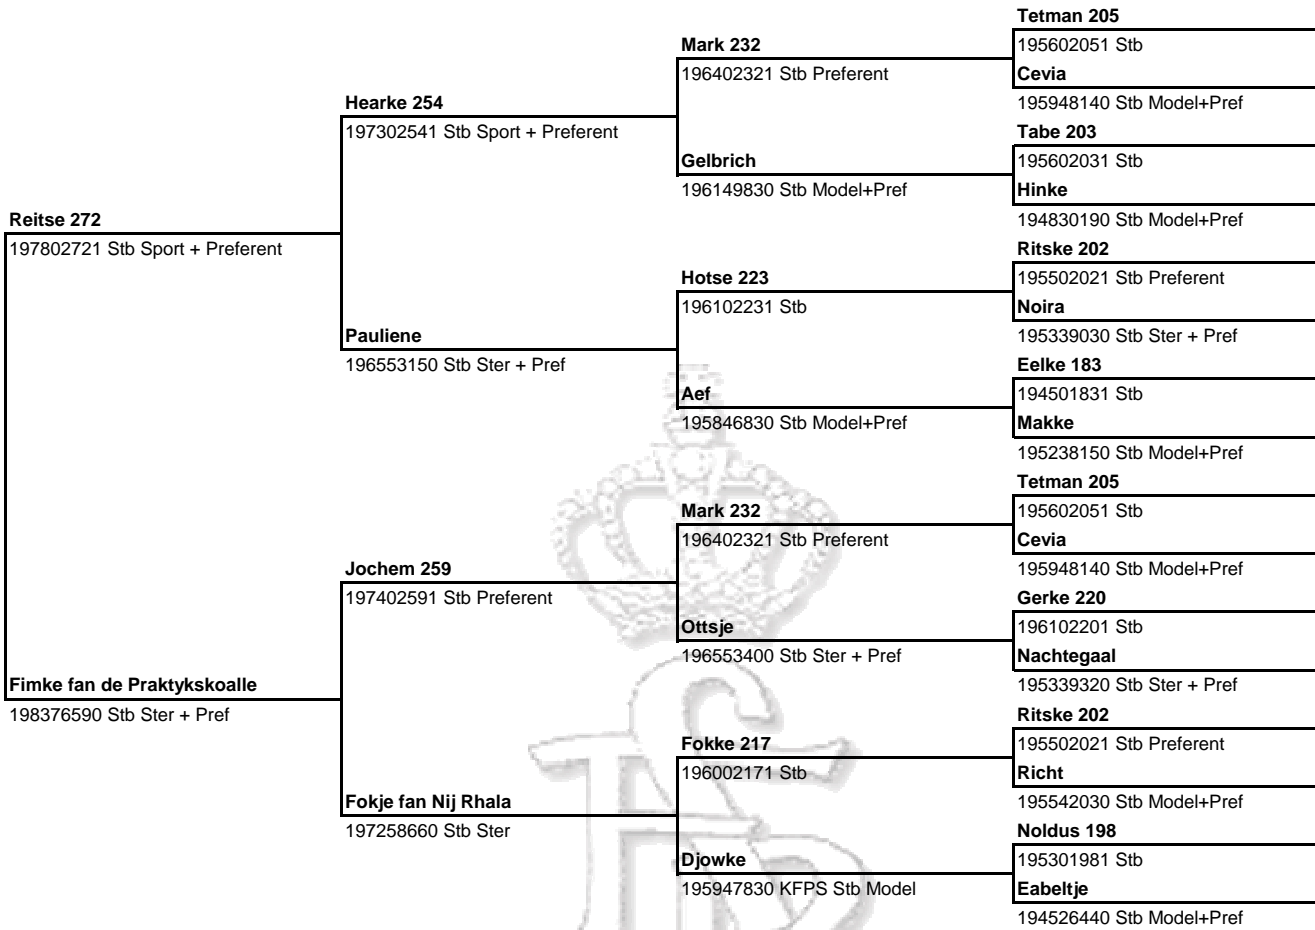 Reitse 272
197802721 Stb Sport + Preferent
Fimke fan de Praktykskoalle
198376590 Stb Ster + Pref
Hearke 254
197302541 Stb Sport + Preferent
Pauliene
196553150 Stb Ster + Pref
Jochem 259
197402591 Stb Preferent
Fokje fan Nij Rhala
197258660 Stb Ster
Mark 232
196402321 Stb Preferent
Gelbrich
196149830 Stb Model+Pref
Hotse 223
196102231 Stb
Aef
195846830 Stb Model+Pref
Mark 232
196402321 Stb Preferent
Ottsje
196553400 Stb Ster + Pref
Fokke 217
196002171 Stb
Djowke
195947830 KFPS Stb Model
Tetman 205
195602051 Stb
Cevia
195948140 Stb Model+Pref
Tabe 203
195602031 Stb
Hinke
194830190 Stb Model+Pref
Ritske 202
195502021 Stb Preferent
Noira
195339030 Stb Ster + Pref
Eelke 183
194501831 Stb
Makke
195238150 Stb Model+Pref
Tetman 205
195602051 Stb
Cevia
195948140 Stb Model+Pref
Gerke 220
196102201 Stb
Nachtegaal
195339320 Stb Ster + Pref
Ritske 202
195502021 Stb Preferent
Richt
195542030 Stb Model+Pref
Noldus 198
195301981 Stb
Eabeltje
194526440 Stb Model+Pref